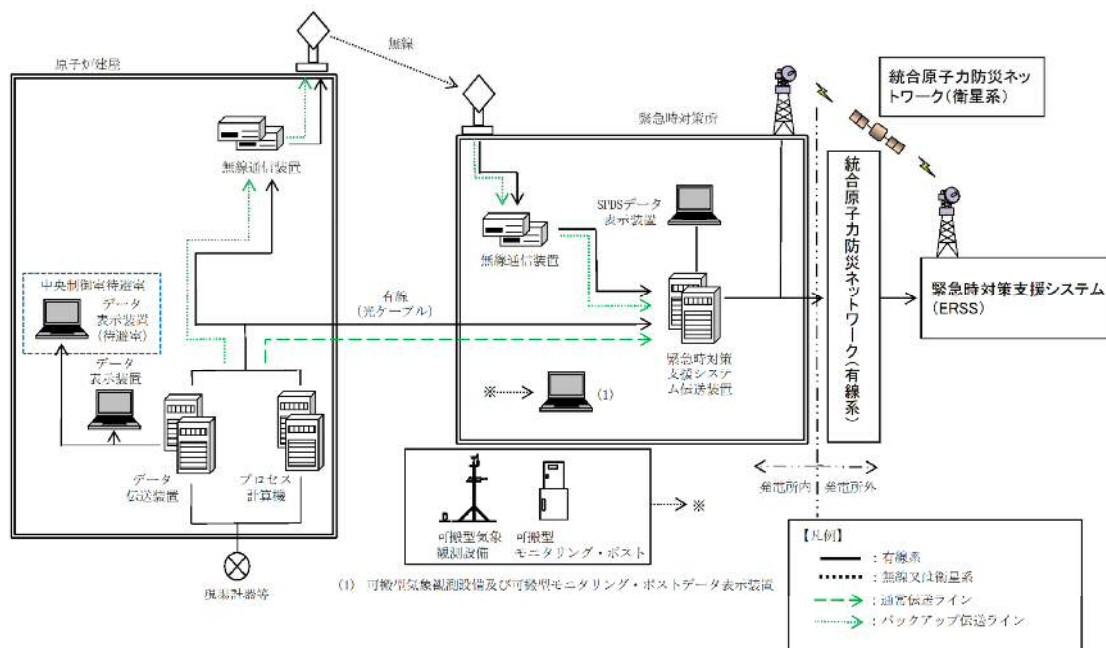 原子炉建屋
無線
無線通信装置
中央制御室待避室
データ
表示装置
(待避室)
データ
表示装置
データ
伝送装置
プロセス
計算機
現場計器等
有線
(光ケーブル)
緊急時対策所
無線通信装置
SPDSデータ
表示装置
緊急時対策
支援システ
ム伝送装置
※
(1)
可搬型気象
観測設備
可搬型
モニタリング・ポスト
※
(1) 可搬型気象観測設備及び可搬型モニタリング・ポストデータ表示装置
統合原子力防災ネッ
トワーク(衛星系)
統合原子力防災ネットワーク(有線系)
緊急時対策支援システム
(ERSS)
発電所内
発電所外
【凡例】
:有線系
:無線又は衛星系
:通常伝送ライン
:バックアップ伝送ライン